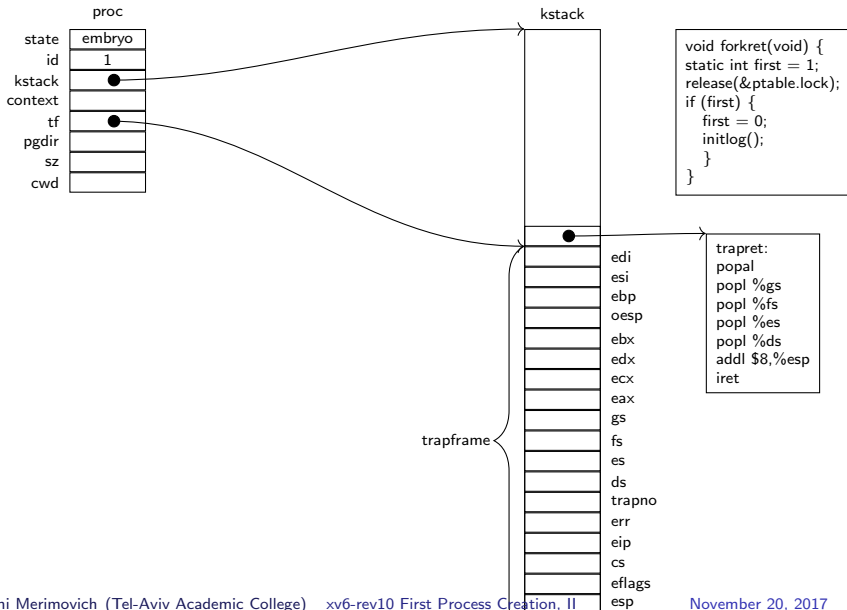 proc
state embryo
id 1
kstack
context
tf
pgdir
sz
cwd
kstack
void forkret(void) {
static int first = 1;
release(&ptable.lock);
if (first) {
first = 0;
initlog();
}
}
trapret:
popal
popl %gs
popl %fs
popl %es
popl %ds
addl $8,%esp
iret
trapframe
edi
esi
ebp
oesp
ebx
edx
ecx
eax
gs
fs
es
ds
trapno
err
eip
cs
eflags
esp
Merimovich (Tel-Aviv Academic College) xv6-rev10 First Process Creation, II November 20, 2017